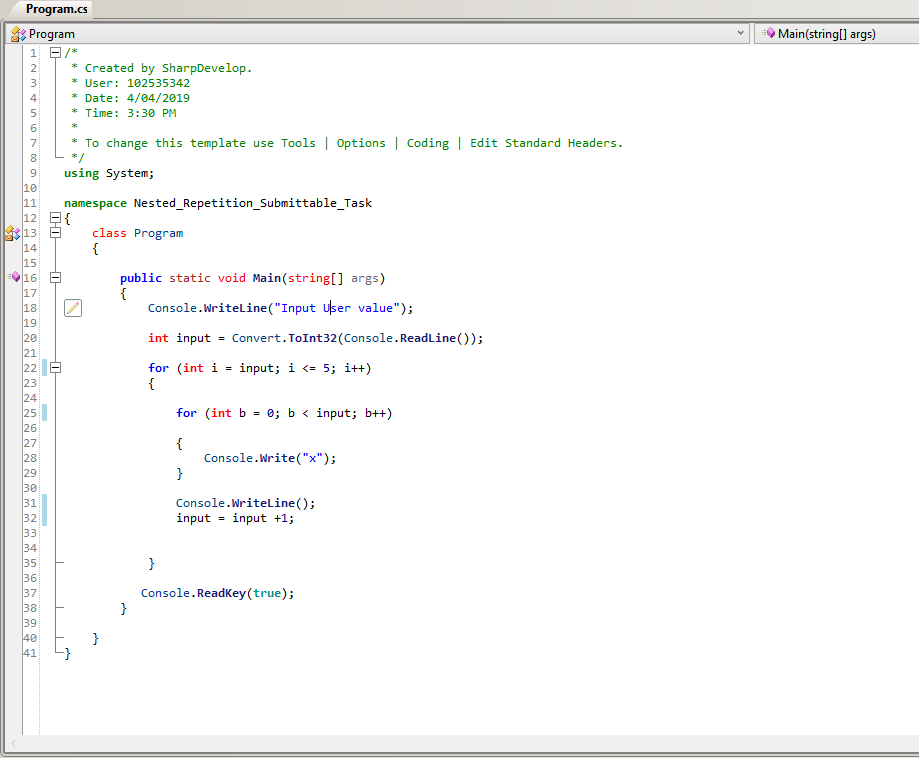 Program.cs
Program
Main(string[] args)
1 /*
2 * Created by SharpDevelop.
3 * User: 102535342
4 * Date: 4/04/2019
5 * Time: 3:30 PM
6 *
7 * To change this template use Tools | Options | Coding | Edit Standard Headers.
8 */
9 using System;
10
11 namespace Nested_Repetition_Submittable_Task
12 {
13 class Program
14 {
15
16 public static void Main(string[] args)
17 {
18 Console.WriteLine("Input User value");
19
20 int input = Convert.ToInt32(Console.ReadLine());
21
22 for (int i = input; i <= 5; i++)
23 {
24
25 for (int b = 0; b < input; b++)
26
27 {
28 Console.Write("x");
29 }
30
31 Console.WriteLine();
32 input = input +1;
33
34
35 }
36
37 Console.ReadKey(true);
38 }
39
40 }
41 }